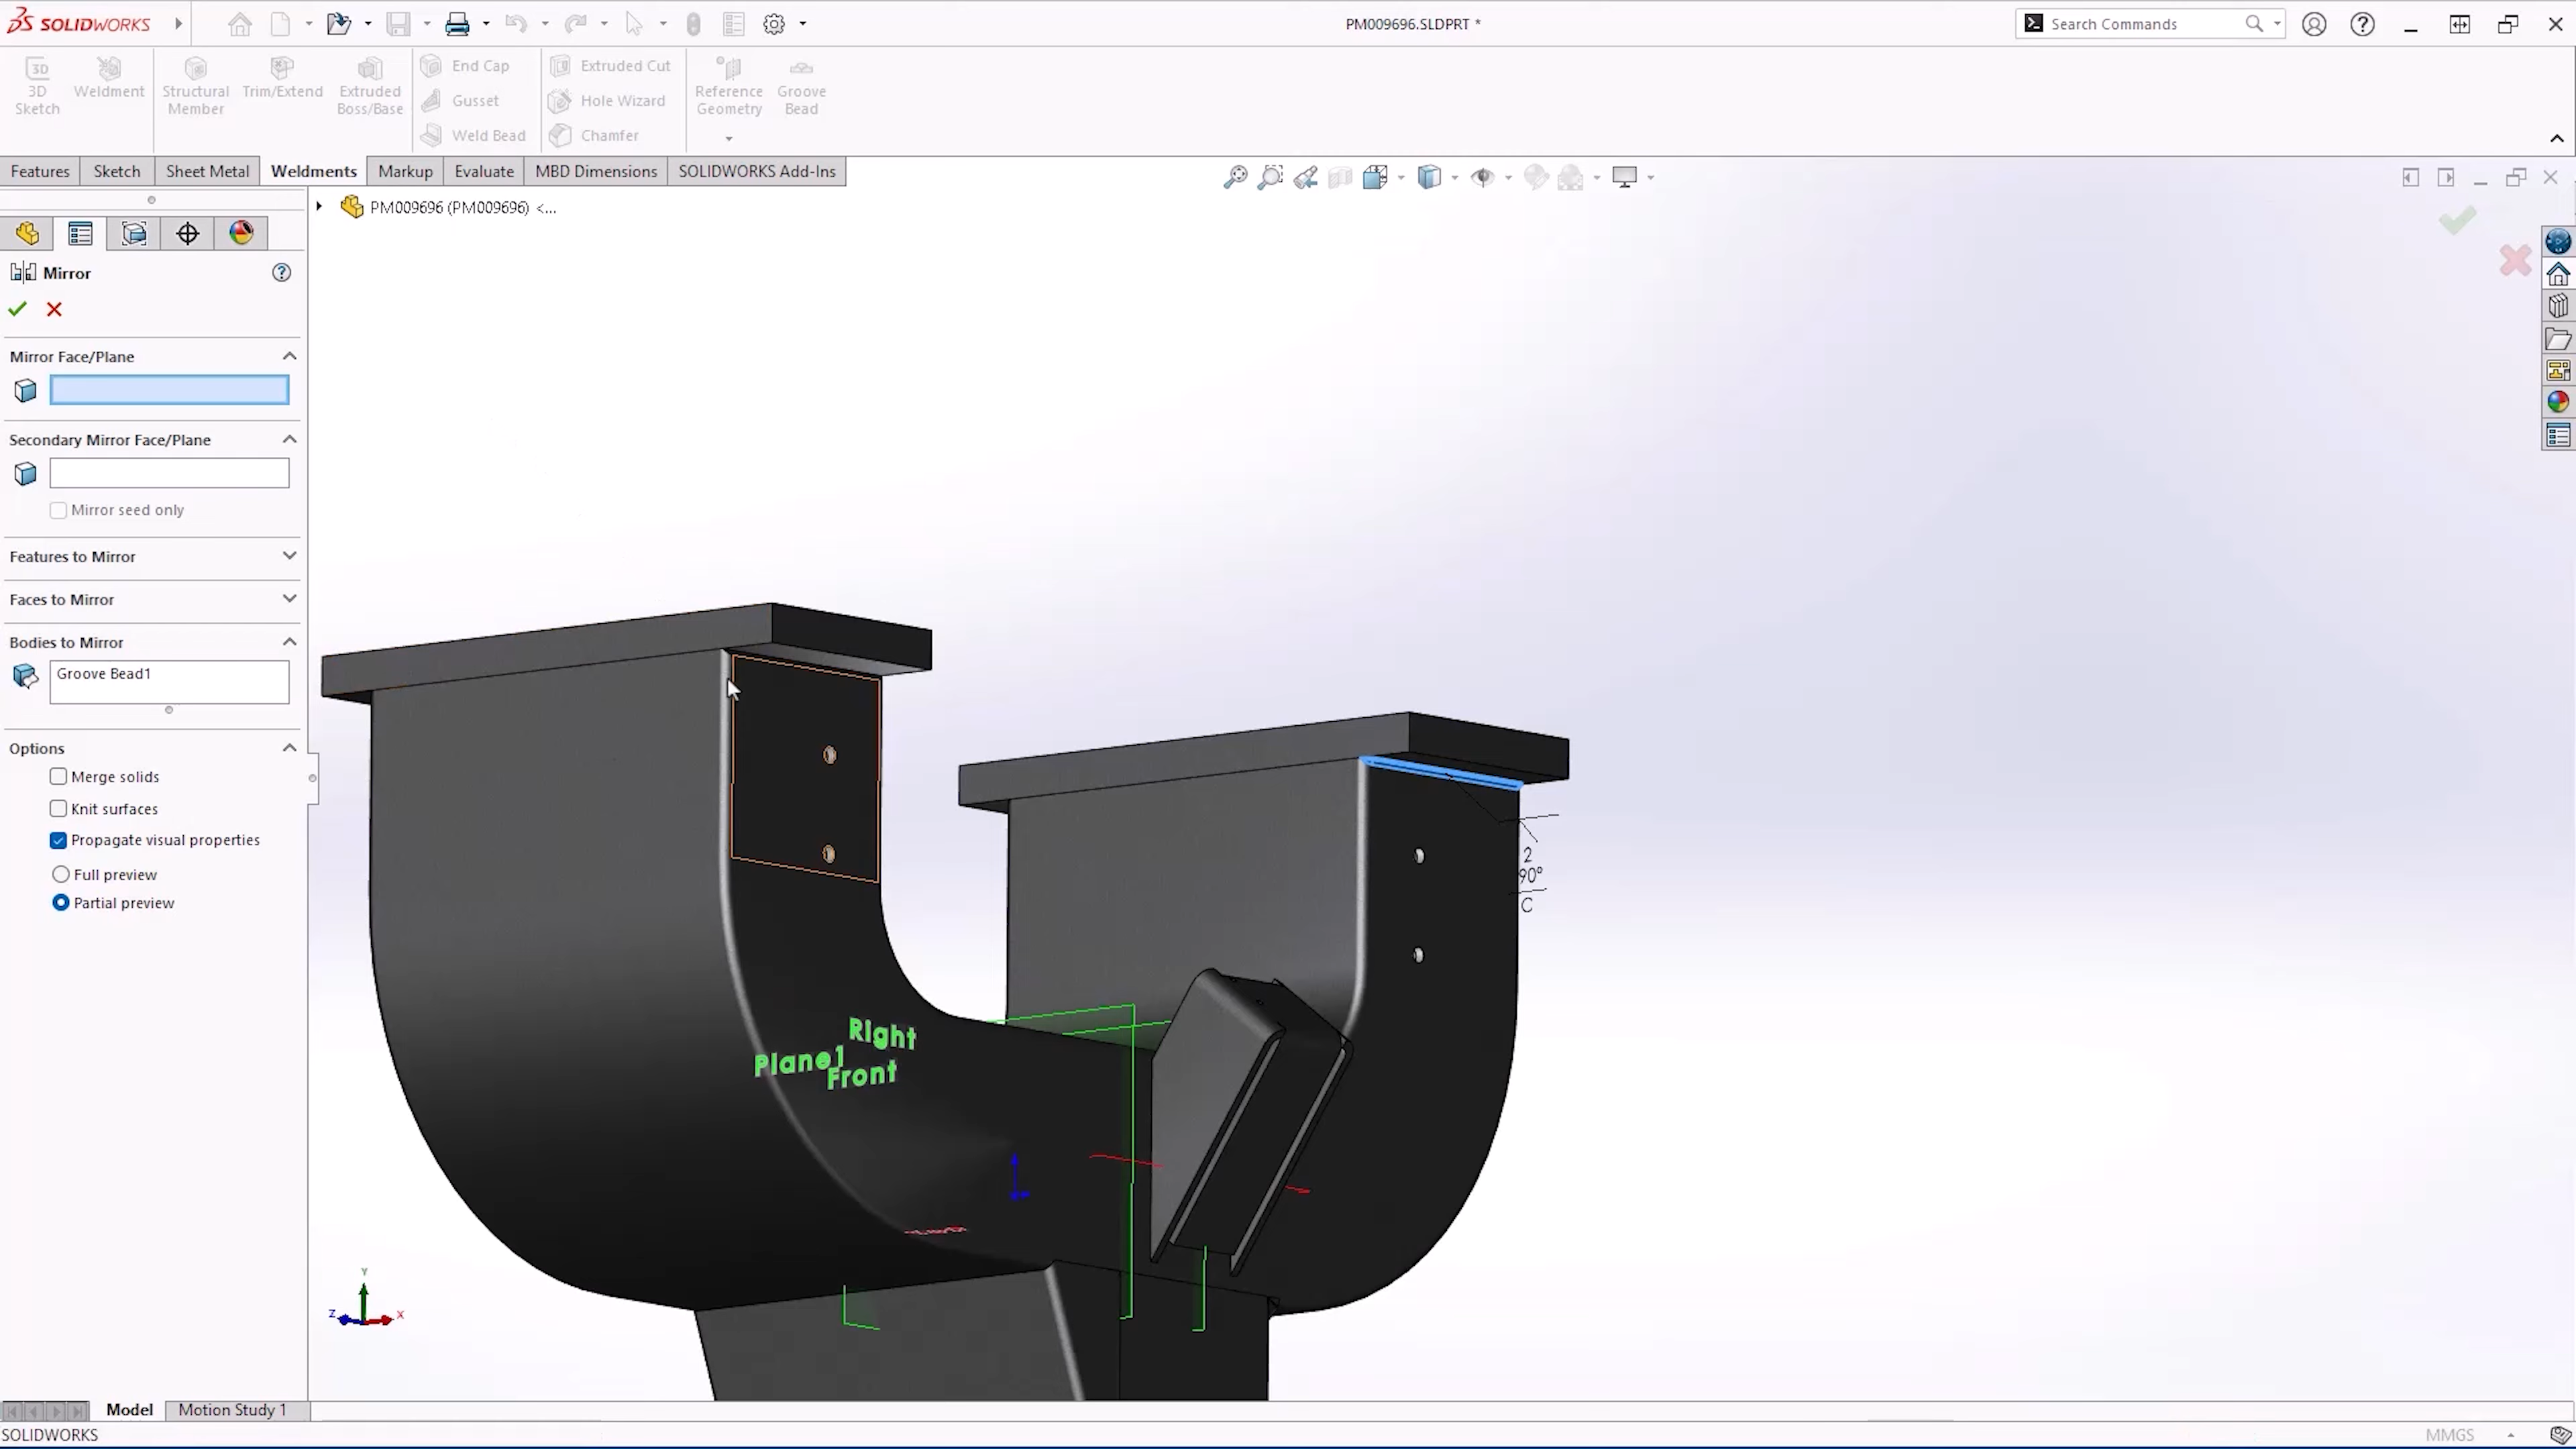 SOLIDWORKS
PM009696.SLDPRT *
Search Commands
3D Sketch
Weldment
Structural Member
Trim/Extend
Extruded Boss/Base
End Cap
Gusset
Weld Bead
Extruded Cut
Hole Wizard
Chamfer
Reference Geometry
Groove Bead
Features
Sketch
Sheet Metal
Weldments
Markup
Evaluate
MBD Dimensions
SOLIDWORKS Add-Ins
PM009696 (PM009696) <...
Mirror
Mirror Face/Plane
Secondary Mirror Face/Plane
Mirror seed only
Features to Mirror
Faces to Mirror
Bodies to Mirror
Groove Bead1
Options
Merge solids
Knit surfaces
Propagate visual properties
Full preview
Partial preview
2
90°
C
Right
Plane1
Front
Y
Z
X
Model
Motion Study 1
SOLIDWORKS
MMGS